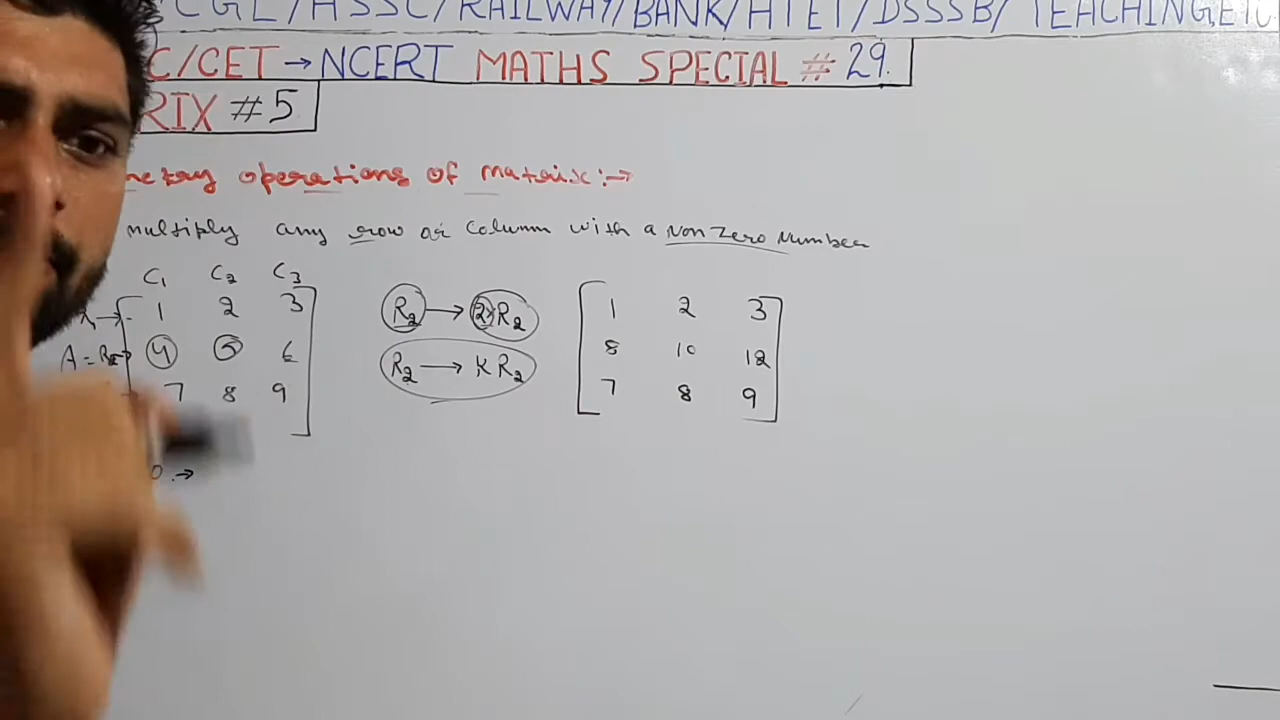 CGL/HSSC/RAILWAY/BANK/HTET/DSSSB/TEACHING ETC
C/CET → NCERT MATHS SPECIAL # 29.
RIX # 5
operations of matrix:→
multiply any row or column with a Non Zero Number
C₁ C₂ C₃
1 2 3 R₂ → 2×R₂ 1 2 3
A = 4 5 6 R₂ → K R₂ 8 10 12
7 8 9 7 8 9